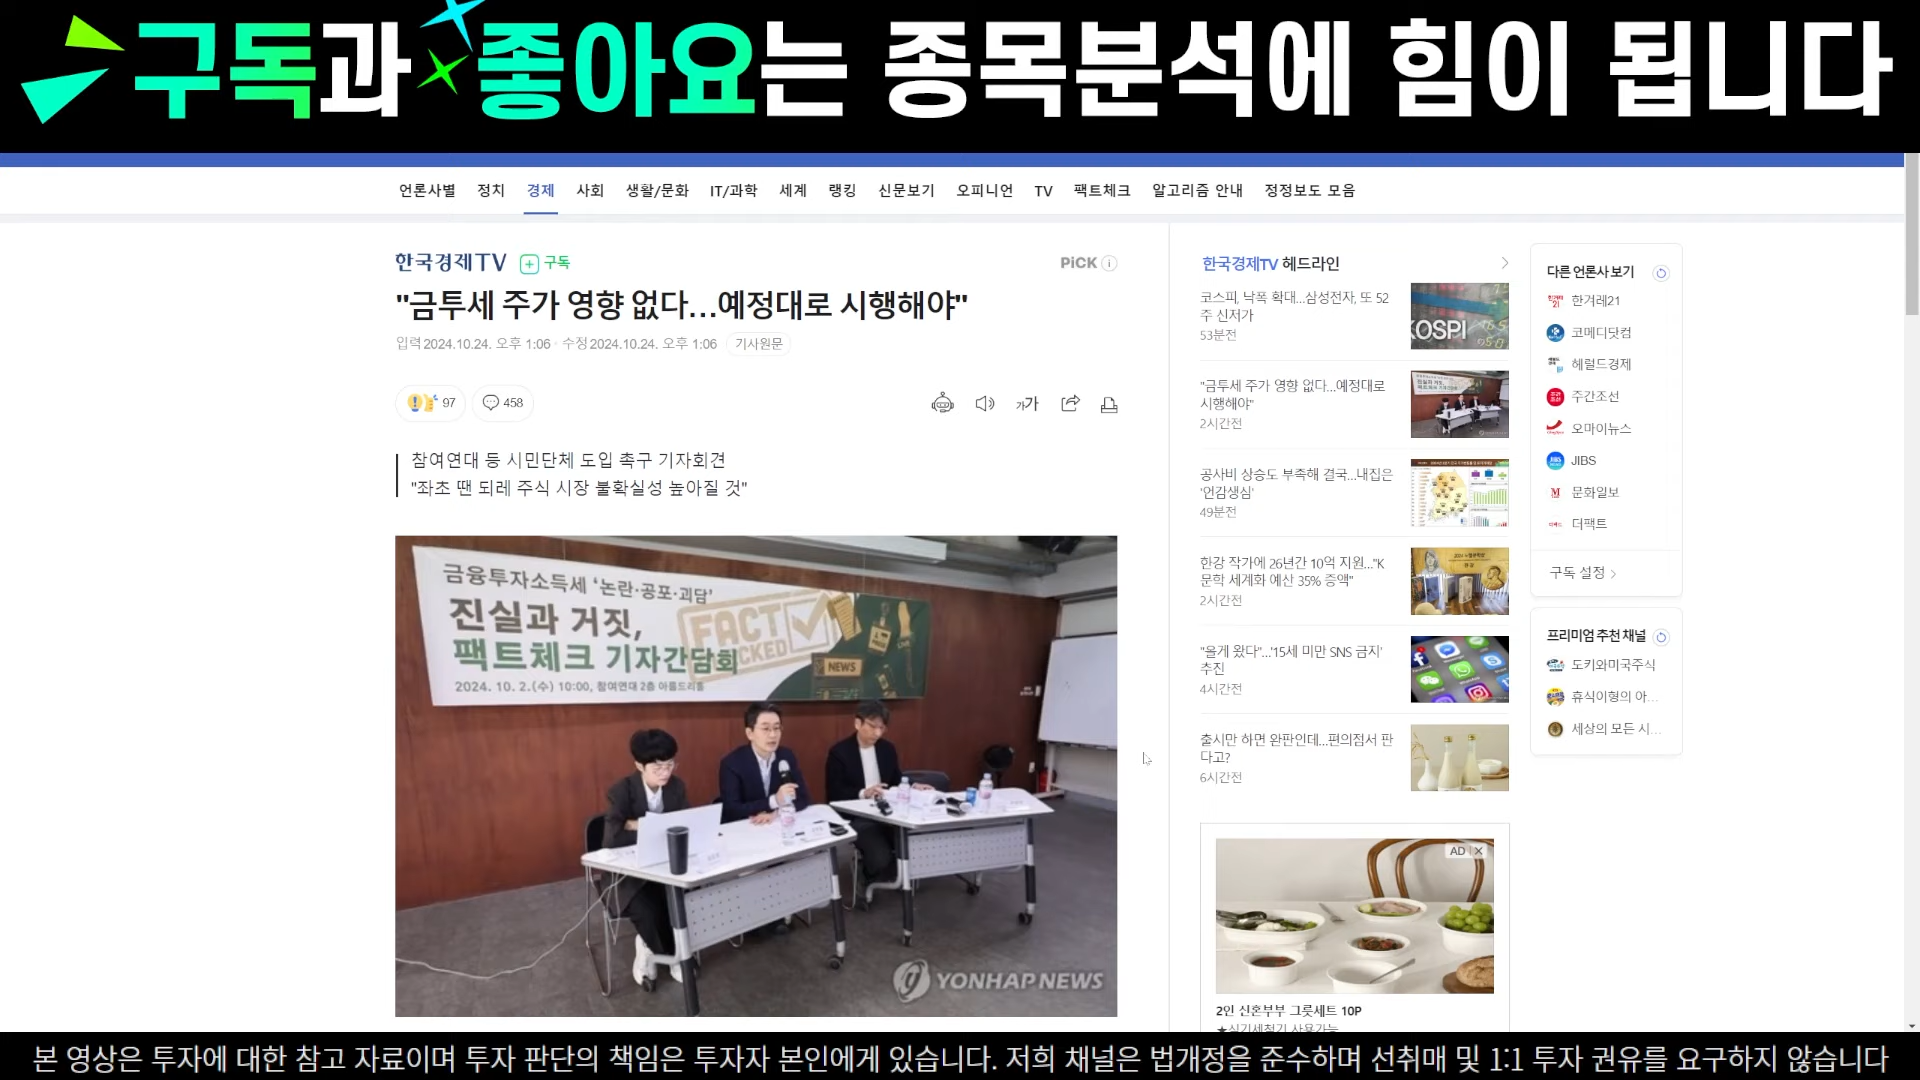 구독과 좋아요는 종목분석에 힘이 됩니다
언론사별 정치 경제 사회 생활/문화 IT/과학 세계 랭킹 신문보기 오피니언 TV 팩트체크 알고리즘 안내 정정보도 모음
한국경제TV 구독
PiCK
"금투세 주가 영향 없다…예정대로 시행해야"
입력 2024.10.24. 오후 1:06 · 수정 2024.10.24. 오후 1:06 기사원문
97 458
가가
참여연대 등 시민단체 도입 촉구 기자회견
"좌초 땐 되레 주식 시장 불확실성 높아질 것"
금융투자소득세 '논란·공포·괴담'
진실과 거짓,
팩트체크 기자간담회
FACT
CKED
NEWS
2024. 10. 2.(수) 10:00, 참여연대 2층 아름드리홀
YONHAP NEWS
한국경제TV 헤드라인
코스피, 낙폭 확대…삼성전자, 또 52
주 신저가
53분전
KOSPI
"금투세 주가 영향 없다…예정대로
시행해야"
2시간전
공사비 상승도 부족해 결국…내집은
'언감생심'
49분전
한강 작가에 26년간 10억 지원…"K
문학 세계화 예산 35% 증액"
2시간전
"올게 왔다"…'15세 미만 SNS 금지'
추진
4시간전
출시만 하면 완판인데…편의점서 판
다고?
6시간전
AD X
2인 신혼부부 그릇세트 10P
★식기세척기 사용가능
다른 언론사 보기
한겨레21
코메디닷컴
헤럴드경제
주간조선
오마이뉴스
JIBS
문화일보
더팩트
구독 설정
프리미엄 추천 채널
도키와미국주식
휴식이형의 아...
세상의 모든 시...
본 영상은 투자에 대한 참고 자료이며 투자 판단의 책임은 투자자 본인에게 있습니다. 저희 채널은 법개정을 준수하며 선취매 및 1:1 투자 권유를 요구하지 않습니다